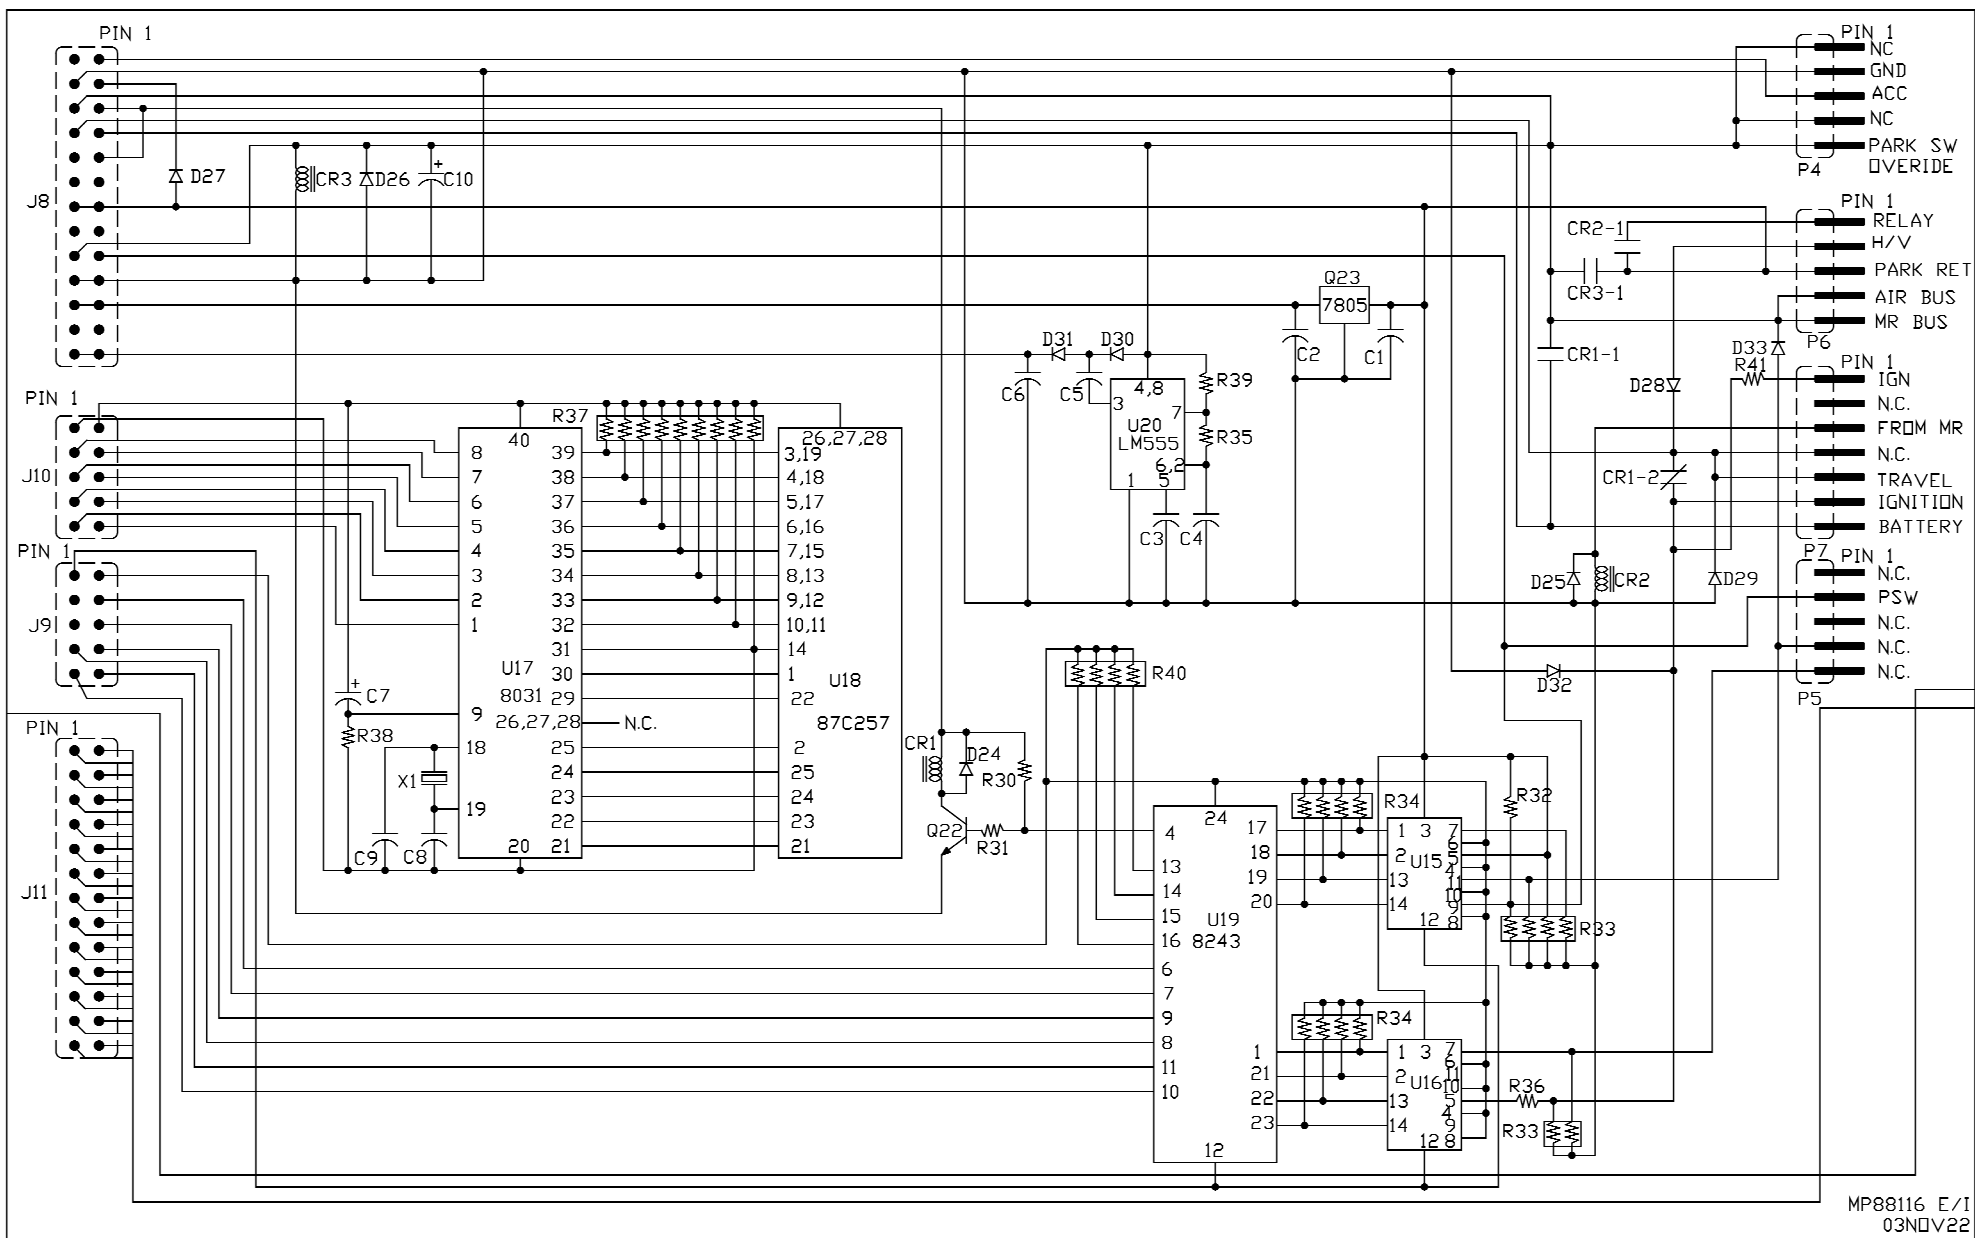 PIN 1
J8
D27
CR3
D26
+
C10
PIN 1
NC
GND
ACC
NC
PARK SW
OVERIDE
P4
PIN 1
RELAY
H/V
PARK RET
AIR BUS
MR BUS
P6
CR2-1
CR3-1
CR1-1
Q23
7805
C2
C1
D31
D30
C6
C5
4,8
3
7
U20
LM555
6,2
1
5
R39
R35
C3
C4
D33
R41
D28
CR1-2
PIN 1
IGN
N.C.
FROM MR
N.C.
TRAVEL
IGNITION
BATTERY
P7
D25
CR2
D29
PIN 1
N.C.
PSW
N.C.
N.C.
N.C.
P5
D32
PIN 1
J10
PIN 1
J9
PIN 1
J11
R37
40
8
7
6
5
4
3
2
1
9
18
19
20
39
38
37
36
35
34
33
32
31
30
29
26,27,28
N.C.
25
24
23
22
21
U17
8031
26,27,28
3,19
4,18
5,17
6,16
7,15
8,13
9,12
10,11
14
1
22
2
25
24
23
21
U18
87C257
+
C7
R38
X1
C9
C8
CR1
D24
R30
Q22
R31
R40
24
4
13
14
15
16
6
7
9
8
11
10
12
U19
8243
17
18
19
20
1
21
22
23
R34
1
3
2
13
14
12
U15
7
6
5
4
11
10
9
8
R32
R33
R34
1
3
2
13
14
12
U16
7
6
11
10
5
4
9
8
R36
R33
MP88116 E/I
03NOV22